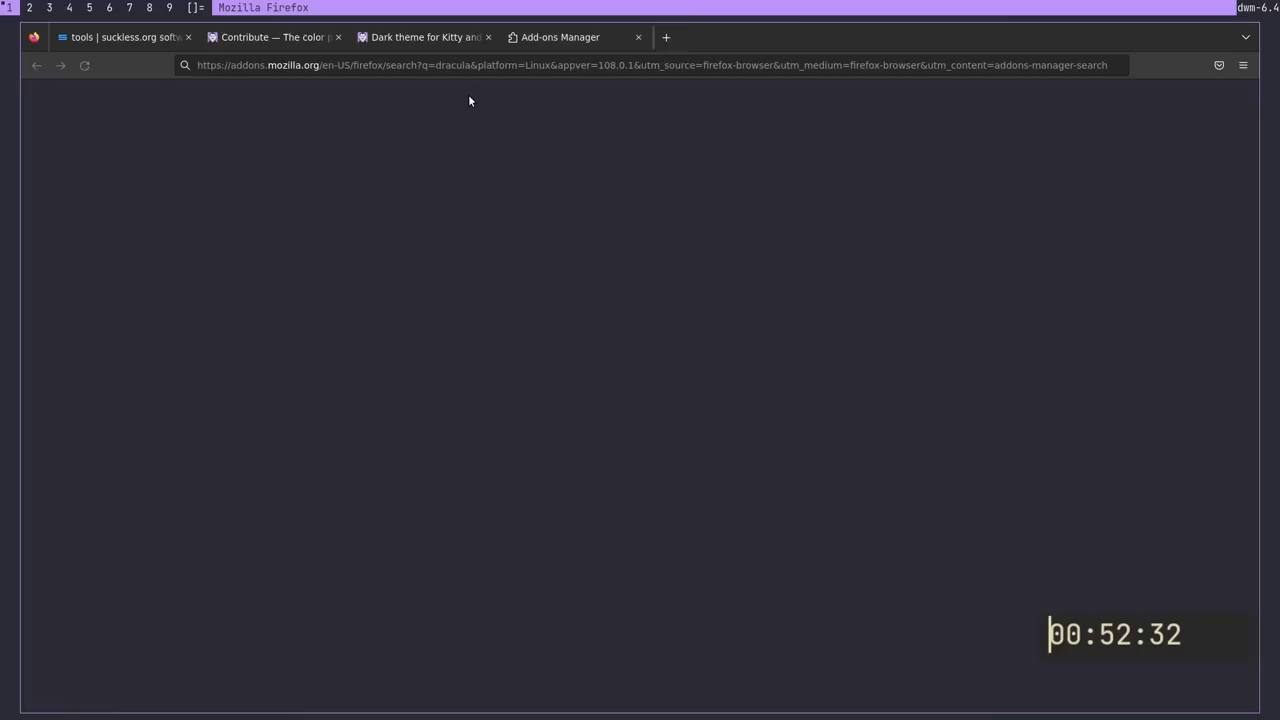 1 2 3 4 5 6 7 8 9 []= Mozilla Firefox dwm-6.4
tools | suckless.org softw Contribute — The color p Dark theme for Kitty and Add-ons Manager
https://addons.mozilla.org/en-US/firefox/search?q=dracula&platform=Linux&appver=108.0.1&utm_source=firefox-browser&utm_medium=firefox-browser&utm_content=addons-manager-search
00:52:32